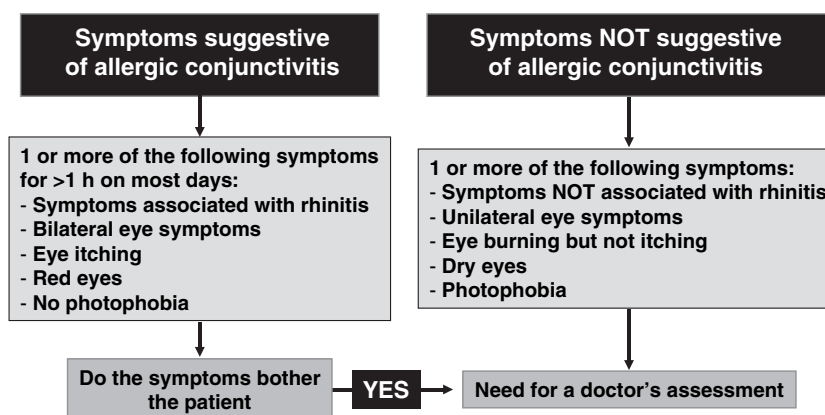 Symptoms suggestive
of allergic conjunctivitis
1 or more of the following symptoms
for >1 h on most days:
- Symptoms associated with rhinitis
- Bilateral eye symptoms
- Eye itching
- Red eyes
- No photophobia
Do the symptoms bother
the patient
YES
Symptoms NOT suggestive
of allergic conjunctivitis
1 or more of the following symptoms:
- Symptoms NOT associated with rhinitis
- Unilateral eye symptoms
- Eye burning but not itching
- Dry eyes
- Photophobia
Need for a doctor's assessment